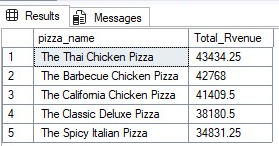 Results Messages
pizza_name Total_Rvenue
1 The Thai Chicken Pizza 43434.25
2 The Barbecue Chicken Pizza 42768
3 The California Chicken Pizza 41409.5
4 The Classic Deluxe Pizza 38180.5
5 The Spicy Italian Pizza 34831.25